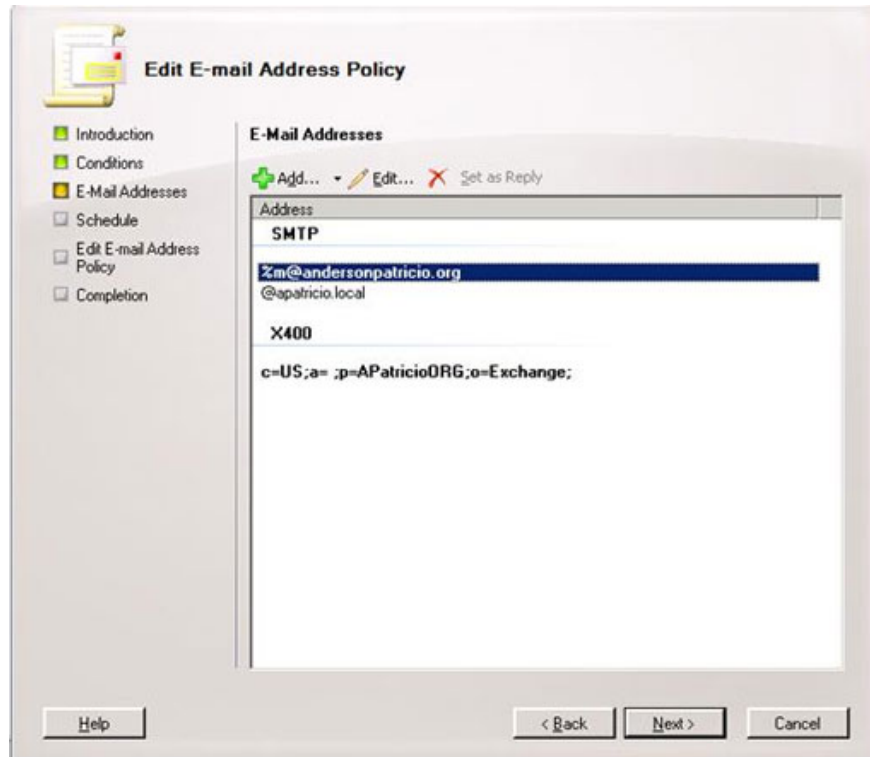 Edit E-mail Address Policy
Introduction
Conditions
E-Mail Addresses
Schedule
Edit E-mail Address
Policy
Completion
E-Mail Addresses
Add... Edit... Set as Reply
Address
SMTP
%m@andersonpatricio.org
@apatricio.local
X400
c=US;a= ;p=APatricioORG;o=Exchange;
Help
< Back
Next >
Cancel